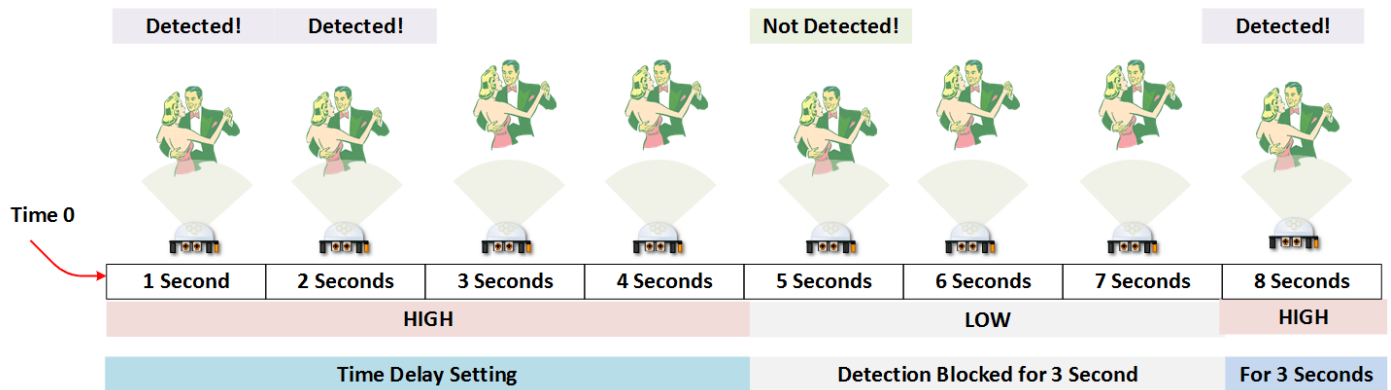 Detected! Detected! Not Detected! Detected!
Time 0
1 Second 2 Seconds 3 Seconds 4 Seconds 5 Seconds 6 Seconds 7 Seconds 8 Seconds
HIGH LOW HIGH
Time Delay Setting Detection Blocked for 3 Second For 3 Seconds